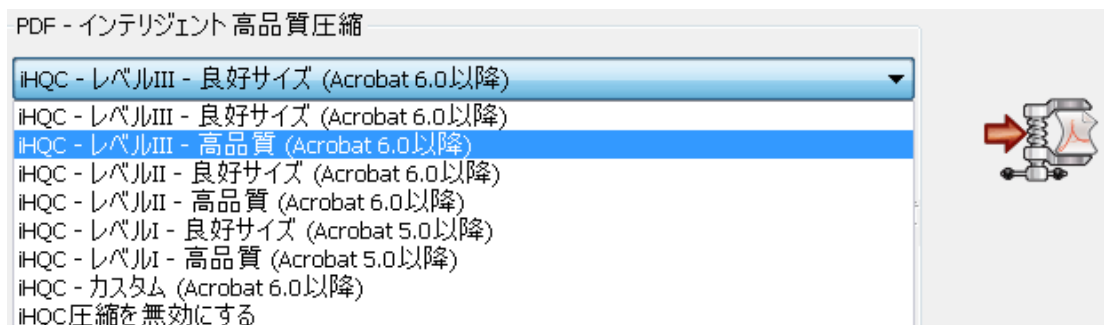 PDF - インテリジェント 高品質圧縮
iHQC - レベルIII - 良好サイズ (Acrobat 6.0以降)
iHQC - レベルIII - 良好サイズ (Acrobat 6.0以降)
iHQC - レベルIII - 高品質 (Acrobat 6.0以降)
iHQC - レベルII - 良好サイズ (Acrobat 6.0以降)
iHQC - レベルII - 高品質 (Acrobat 6.0以降)
iHQC - レベルI - 良好サイズ (Acrobat 5.0以降)
iHQC - レベルI - 高品質 (Acrobat 5.0以降)
iHQC - カスタム (Acrobat 6.0以降)
iHQC圧縮を無効にする